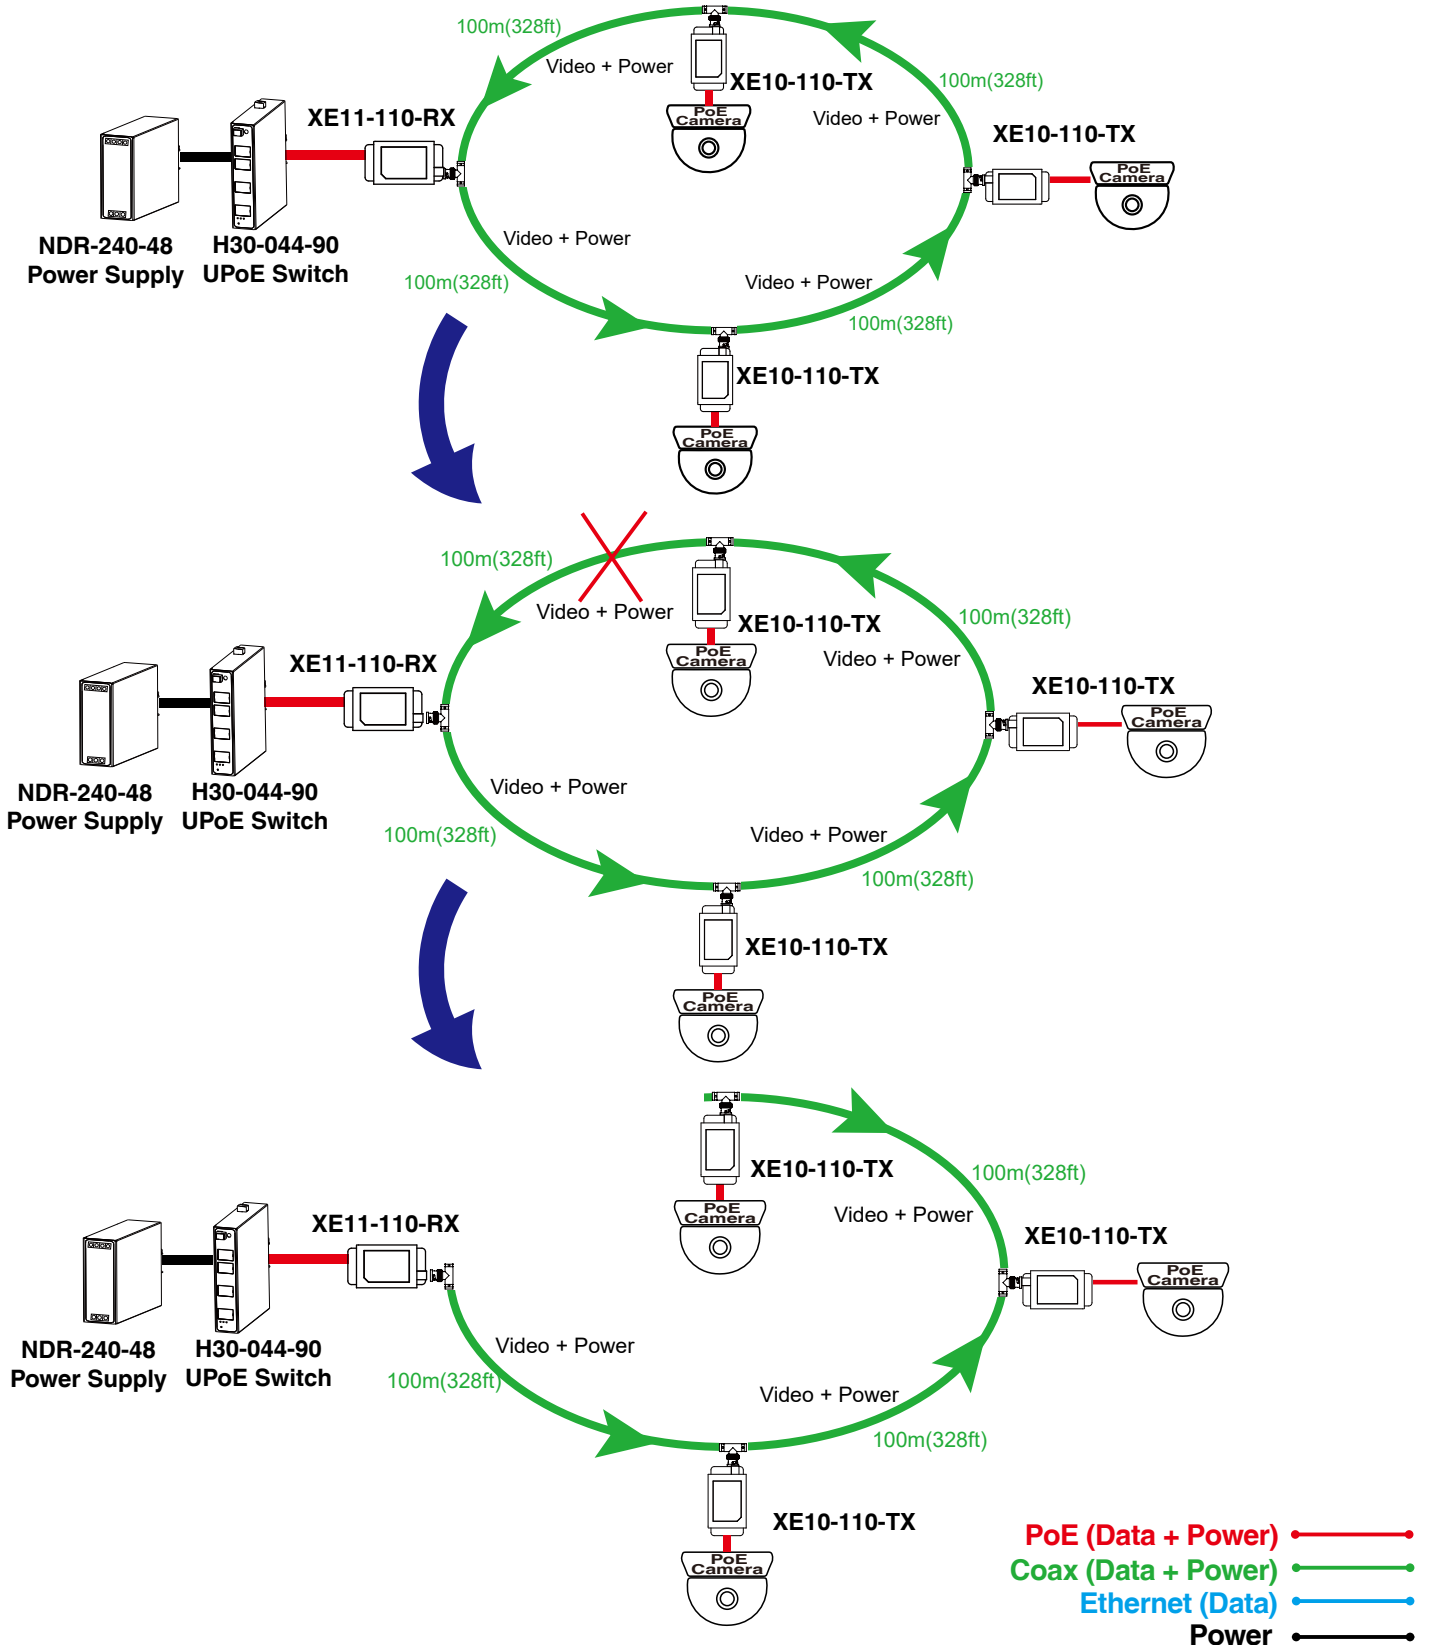 100m(328ft)
Video + Power
XE10-110-TX
PoE
Camera
100m(328ft)
Video + Power
XE11-110-RX
XE10-110-TX
PoE
Camera
NDR-240-48
Power Supply
H30-044-90
UPoE Switch
Video + Power
100m(328ft)
Video + Power
100m(328ft)
XE10-110-TX
PoE
Camera
100m(328ft)
Video + Power
XE10-110-TX
PoE
Camera
100m(328ft)
Video + Power
XE11-110-RX
XE10-110-TX
PoE
Camera
NDR-240-48
Power Supply
H30-044-90
UPoE Switch
Video + Power
100m(328ft)
Video + Power
100m(328ft)
XE10-110-TX
PoE
Camera
XE10-110-TX
PoE
Camera
100m(328ft)
Video + Power
XE11-110-RX
XE10-110-TX
PoE
Camera
NDR-240-48
Power Supply
H30-044-90
UPoE Switch
Video + Power
100m(328ft)
Video + Power
100m(328ft)
XE10-110-TX
PoE
Camera
PoE (Data + Power)
Coax (Data + Power)
Ethernet (Data)
Power